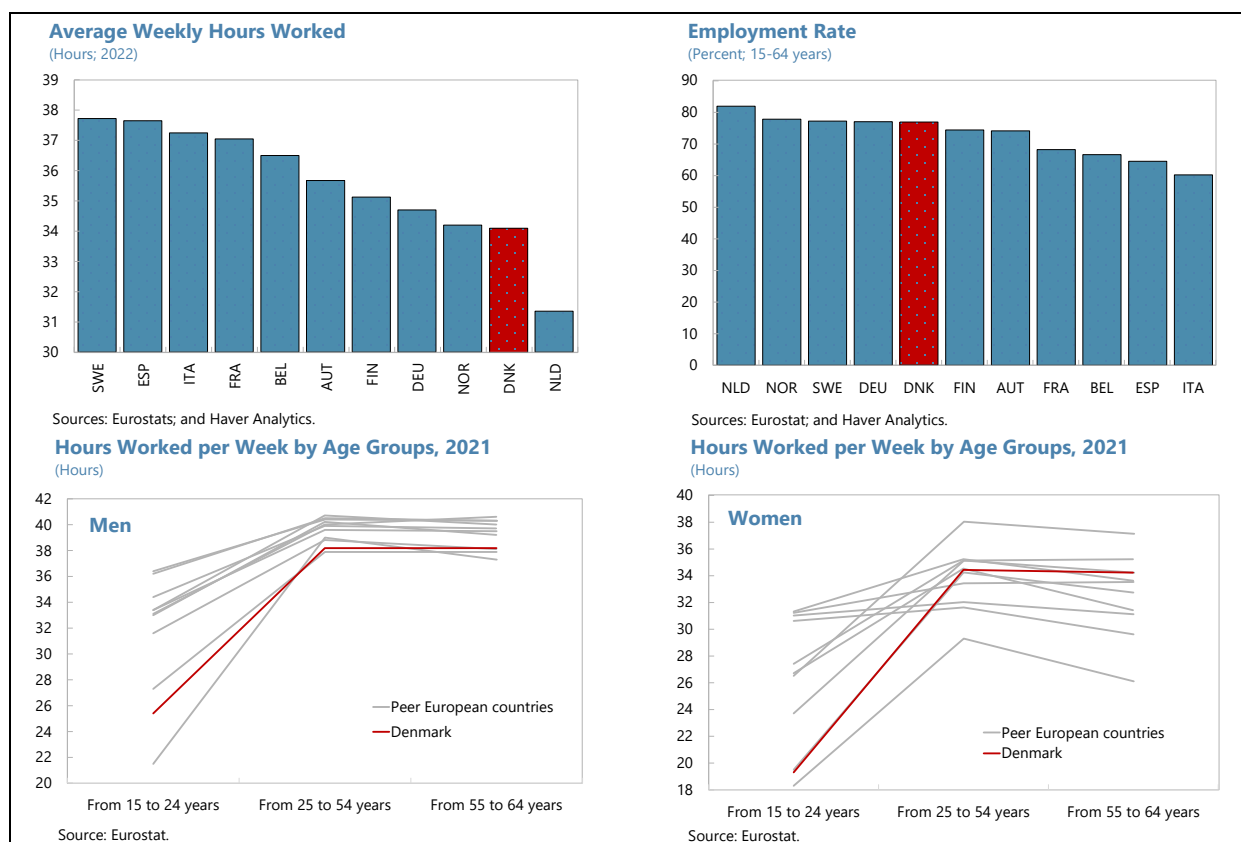 Average Weekly Hours Worked
(Hours; 2022)
39
38
37
36
35
34
33
32
31
30
SWE
ESP
ITA
FRA
BEL
AUT
FIN
DEU
NOR
DNK
NLD
Sources: Eurostats; and Haver Analytics.
Employment Rate
(Percent; 15-64 years)
90
80
70
60
50
40
30
20
10
0
NLD NOR SWE DEU DNK FIN AUT FRA BEL ESP ITA
Sources: Eurostat; and Haver Analytics.
Hours Worked per Week by Age Groups, 2021
(Hours)
42
40
38
36
34
32
30
28
26
24
22
20
Men
Peer European countries
Denmark
From 15 to 24 years From 25 to 54 years From 55 to 64 years
Source: Eurostat.
Hours Worked per Week by Age Groups, 2021
(Hours)
40
38
36
34
32
30
28
26
24
22
20
18
Women
Peer European countries
Denmark
From 15 to 24 years From 25 to 54 years From 55 to 64 years
Source: Eurostat.